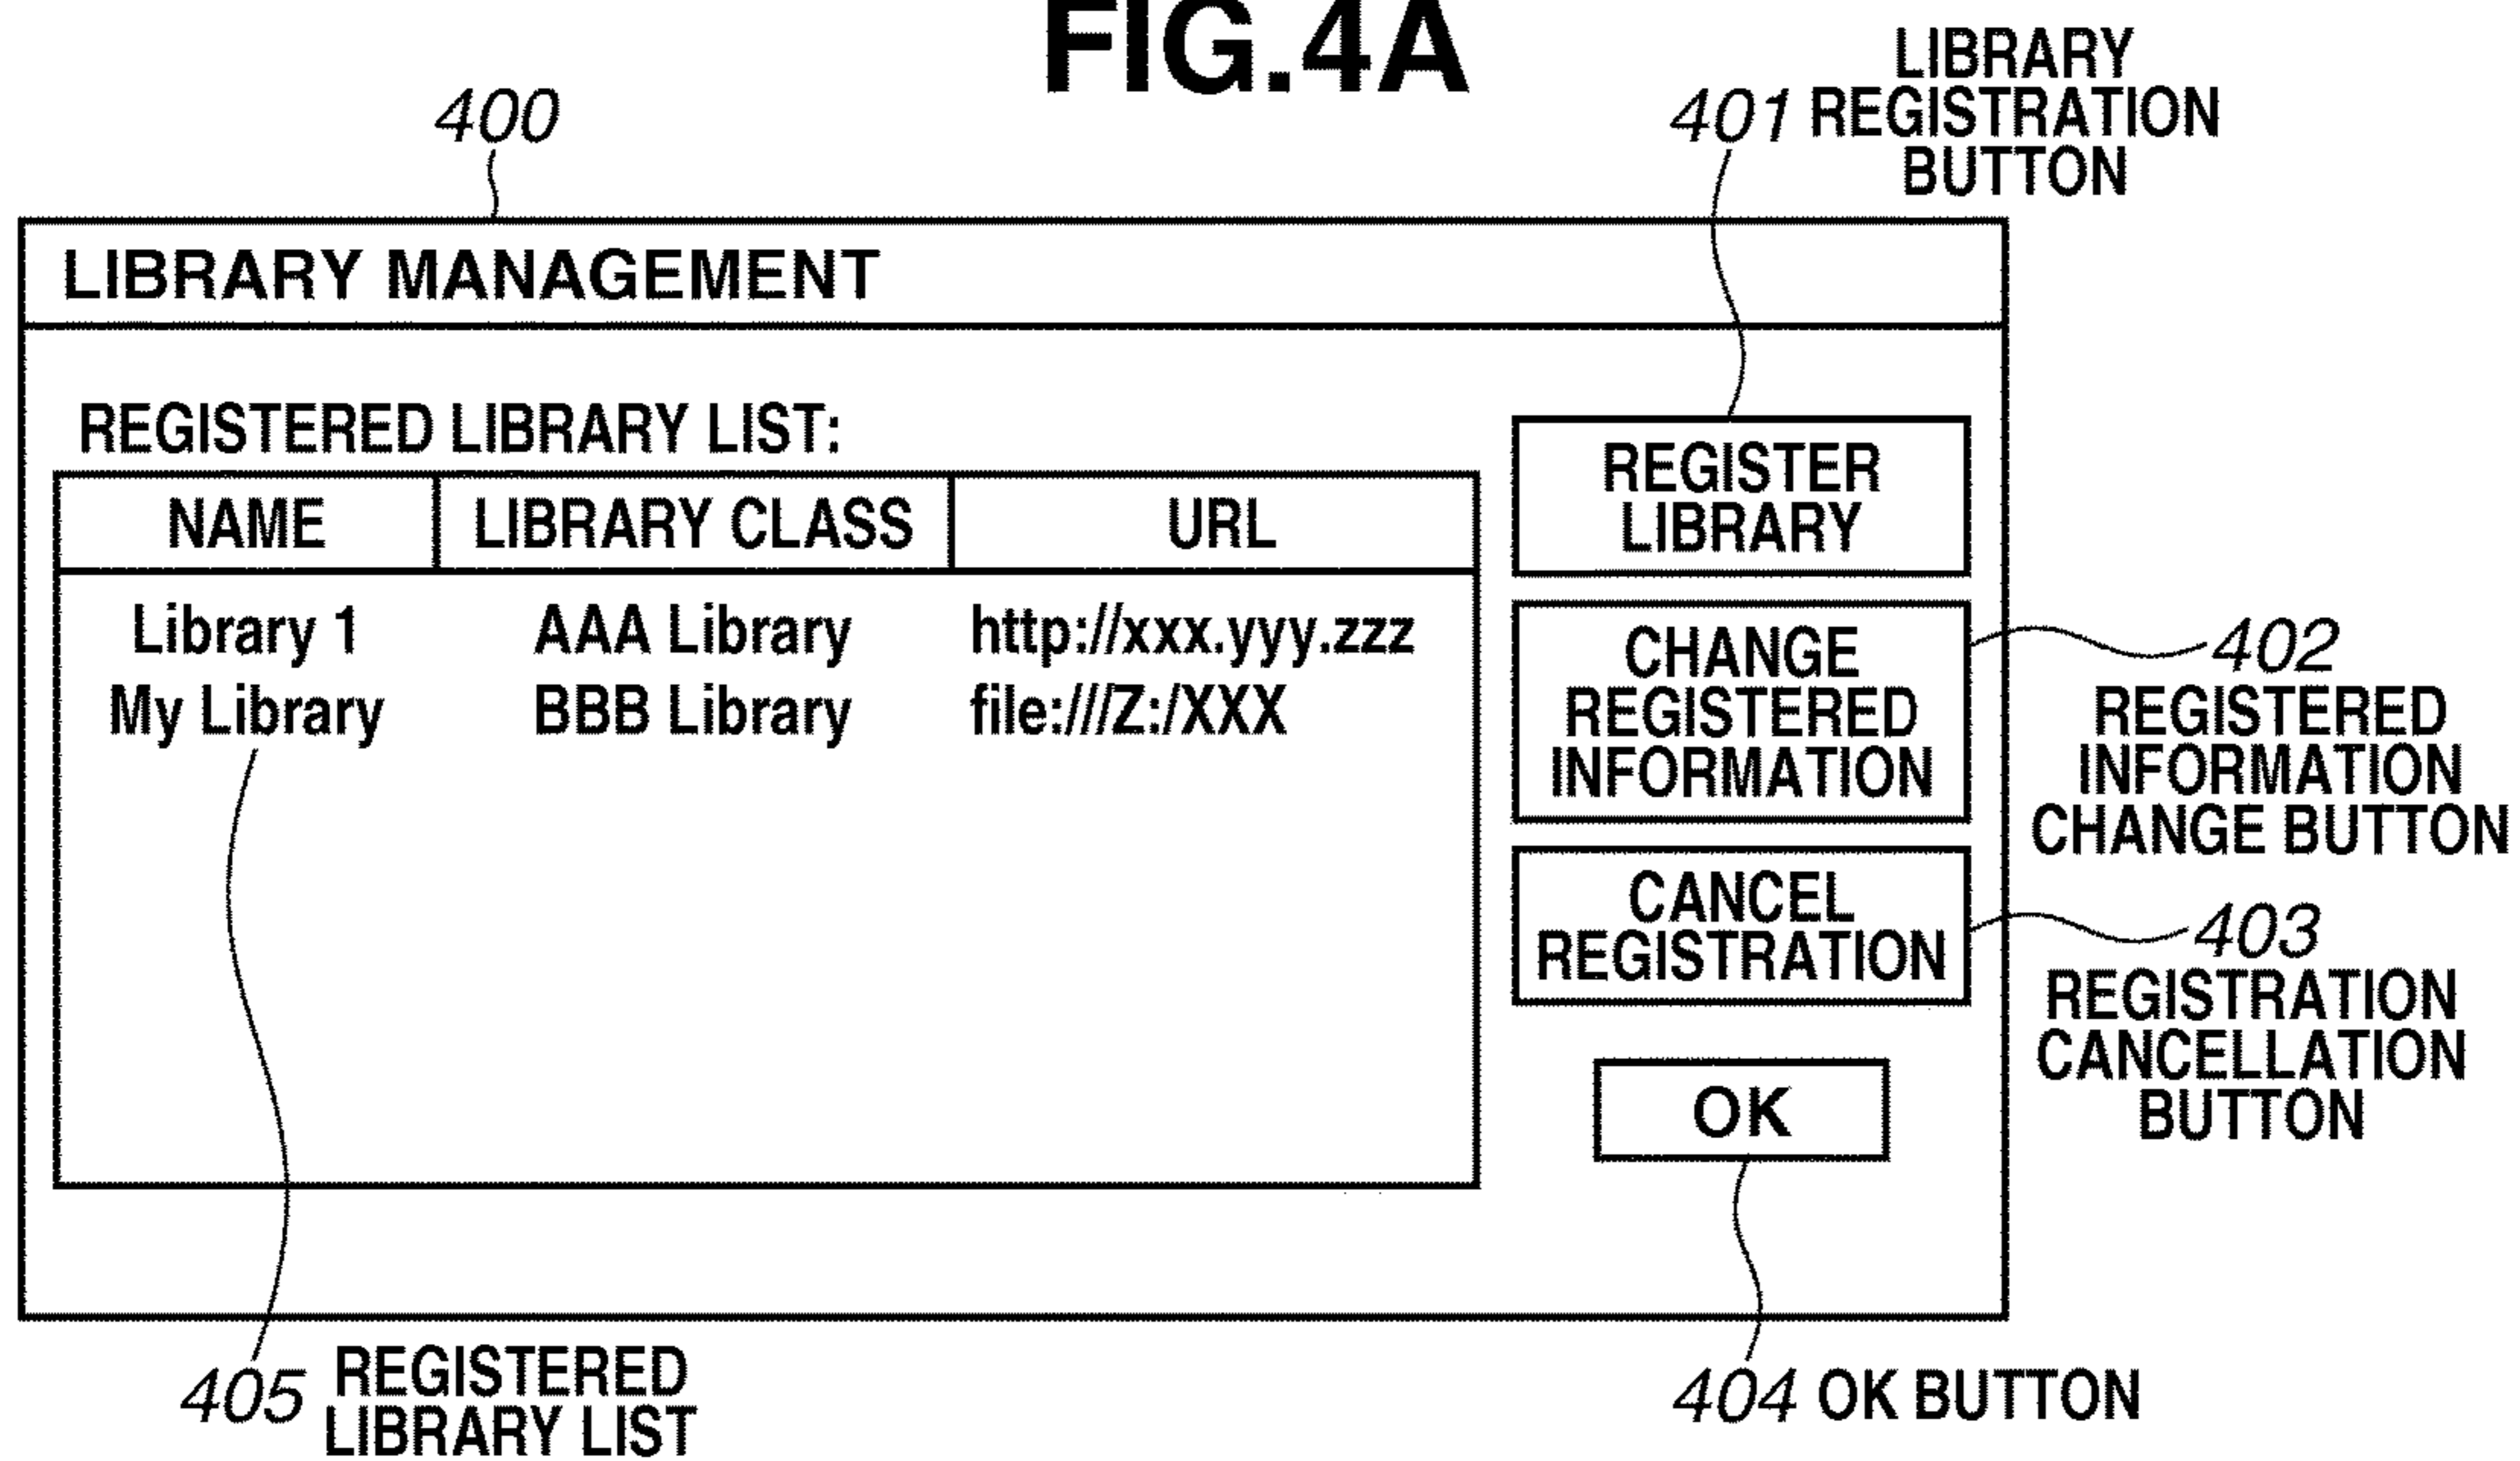 FIG.4A
400
401
LIBRARY
REGISTRATION
BUTTON
LIBRARY MANAGEMENT
REGISTERED LIBRARY LIST:
NAME LIBRARY CLASS URL
Library 1 AAA Library http://xxx.yyy.zzz
My Library BBB Library file:///Z:/XXX
REGISTER
LIBRARY
CHANGE
REGISTERED
INFORMATION
402
REGISTERED
INFORMATION
CHANGE BUTTON
CANCEL
REGISTRATION
403
REGISTRATION
CANCELLATION
BUTTON
OK
405
REGISTERED
LIBRARY LIST
404 OK BUTTON